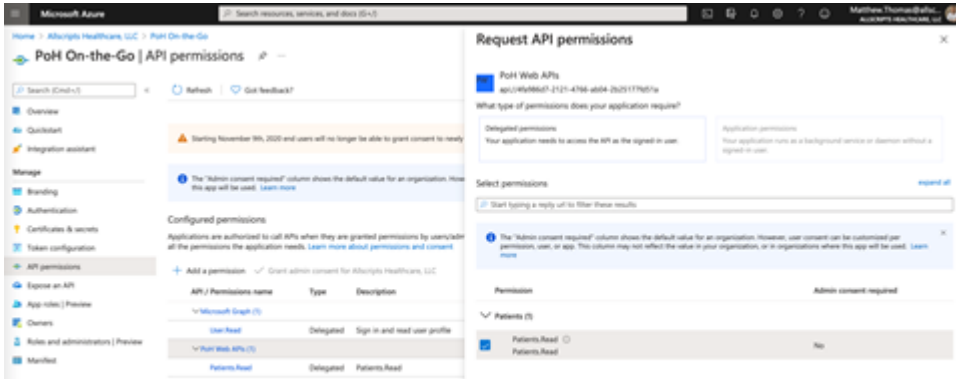 Microsoft Azure
Search resources, services, and docs (G+/)
Matthew.Thomas@allsc...
ALLSCRIPTS HEALTHCARE, LLC
Home > Allscripts Healthcare, LLC > PoH On-the-Go
PoH On-the-Go | API permissions
Search (Cmd+/)
Overview
Quickstart
Integration assistant
Manage
Branding
Authentication
Certificates & secrets
Token configuration
API permissions
Expose an API
App roles | Preview
Owners
Roles and administrators | Preview
Manifest
Refresh
Got feedback?
Starting November 9th, 2020 end users will no longer be able to grant consent to newly
The "Admin consent required" column shows the default value for an organization. Howe
this app will be used. Learn more
Configured permissions
Applications are authorized to call APIs when they are granted permissions by users/adm
all the permissions the application needs. Learn more about permissions and consent
Add a permission
Grant admin consent for Allscripts Healthcare, LLC
API / Permissions name Type Description
Microsoft Graph (1)
User.Read Delegated Sign in and read user profile
PoH Web APIs (1)
Patients.Read Delegated Patients.Read
Request API permissions
PoH Web APIs
What type of permissions does your application require?
Delegated permissions
Your application needs to access the API as the signed-in user.
Application permissions
Your application runs as a background service or daemon without a
signed-in user.
Select permissions
expand all
Start typing a reply url to filter these results
The "Admin consent required" column shows the default value for an organization. However, user consent can be customized per
permission, user, or app. This column may not reflect the value in your organization, or in organizations where this app will be used. Learn
more
Permission Admin consent required
Patients (1)
Patients.Read
Patients.Read
No